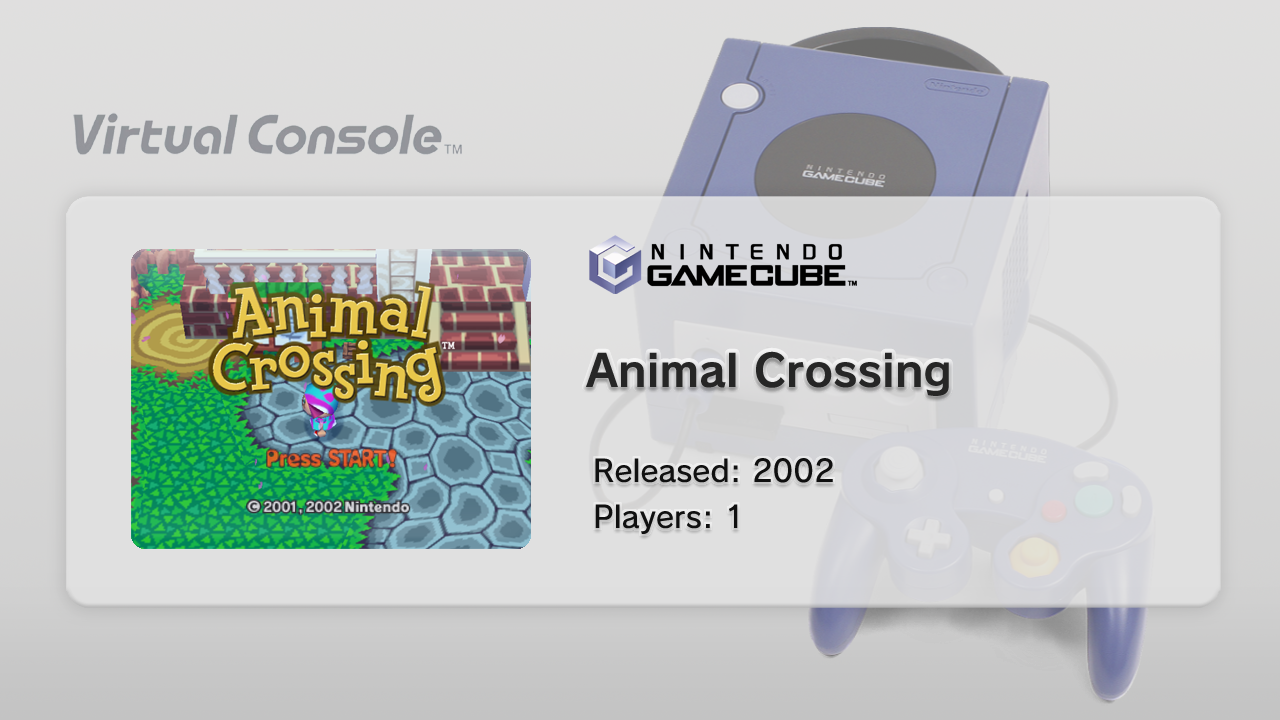 Nintendo
NINTENDO
GAMECUBE
Virtual Console™
NINTENDO
GAMECUBE™
Animal
Crossing™
Press START!
© 2001, 2002 Nintendo
Animal Crossing
Released: 2002
Players: 1
NINTENDO
GAMECUBE